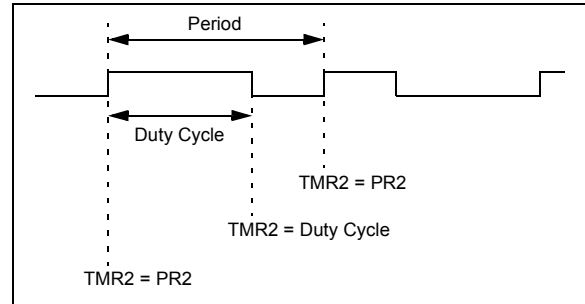 Period
Duty Cycle
TMR2 = PR2
TMR2 = Duty Cycle
TMR2 = PR2